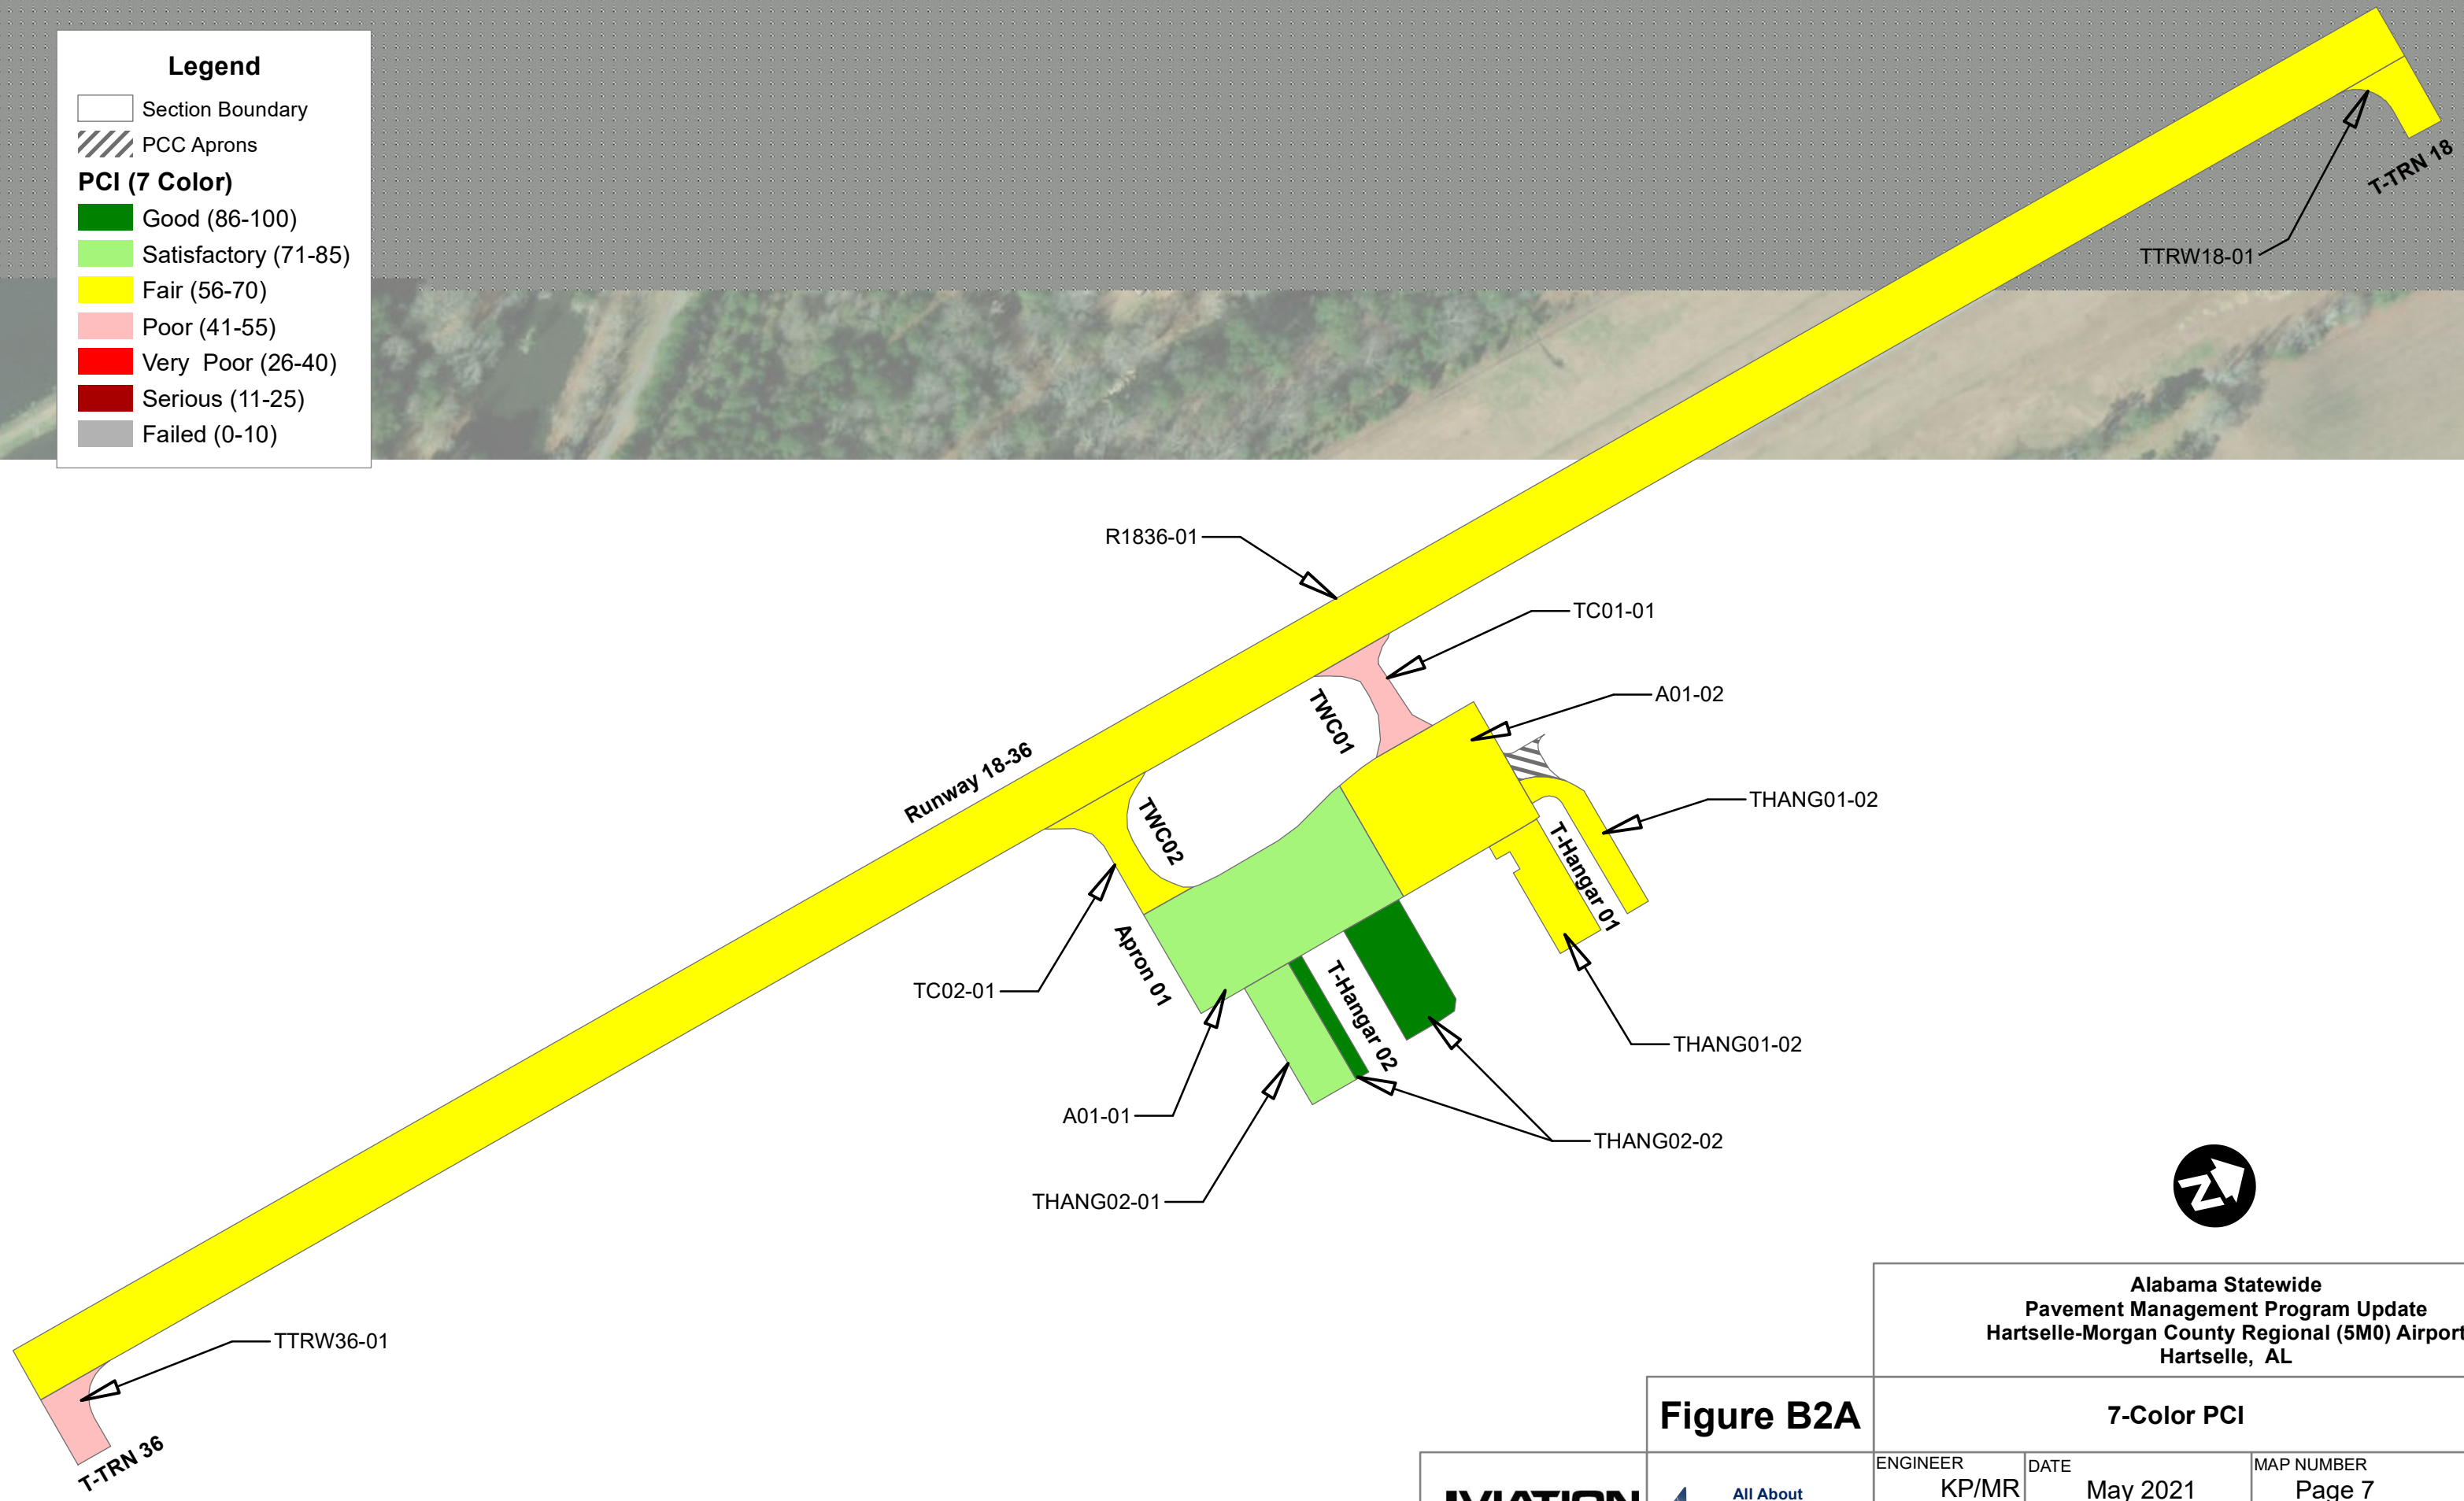 Legend
Section Boundary
PCC Aprons
PCI (7 Color)
Good (86-100)
Satisfactory (71-85)
Fair (56-70)
Poor (41-55)
Very Poor (26-40)
Serious (11-25)
Failed (0-10)
T-TRN 18
TTRW18-01
R1836-01
TC01-01
A01-02
TWC01
Runway 18-36
TWC02
THANG01-02
T-Hangar 01
Apron 01
TC02-01
T-Hangar 02
THANG01-02
A01-01
THANG02-02
THANG02-01
N
TTRW36-01
T-TRN 36
Alabama Statewide
Pavement Management Program Update
Hartselle-Morgan County Regional (5M0) Airport
Hartselle, AL
Figure B2A
7-Color PCI
ENGINEER
KP/MR
DATE
May 2021
MAP NUMBER
Page 7
All About